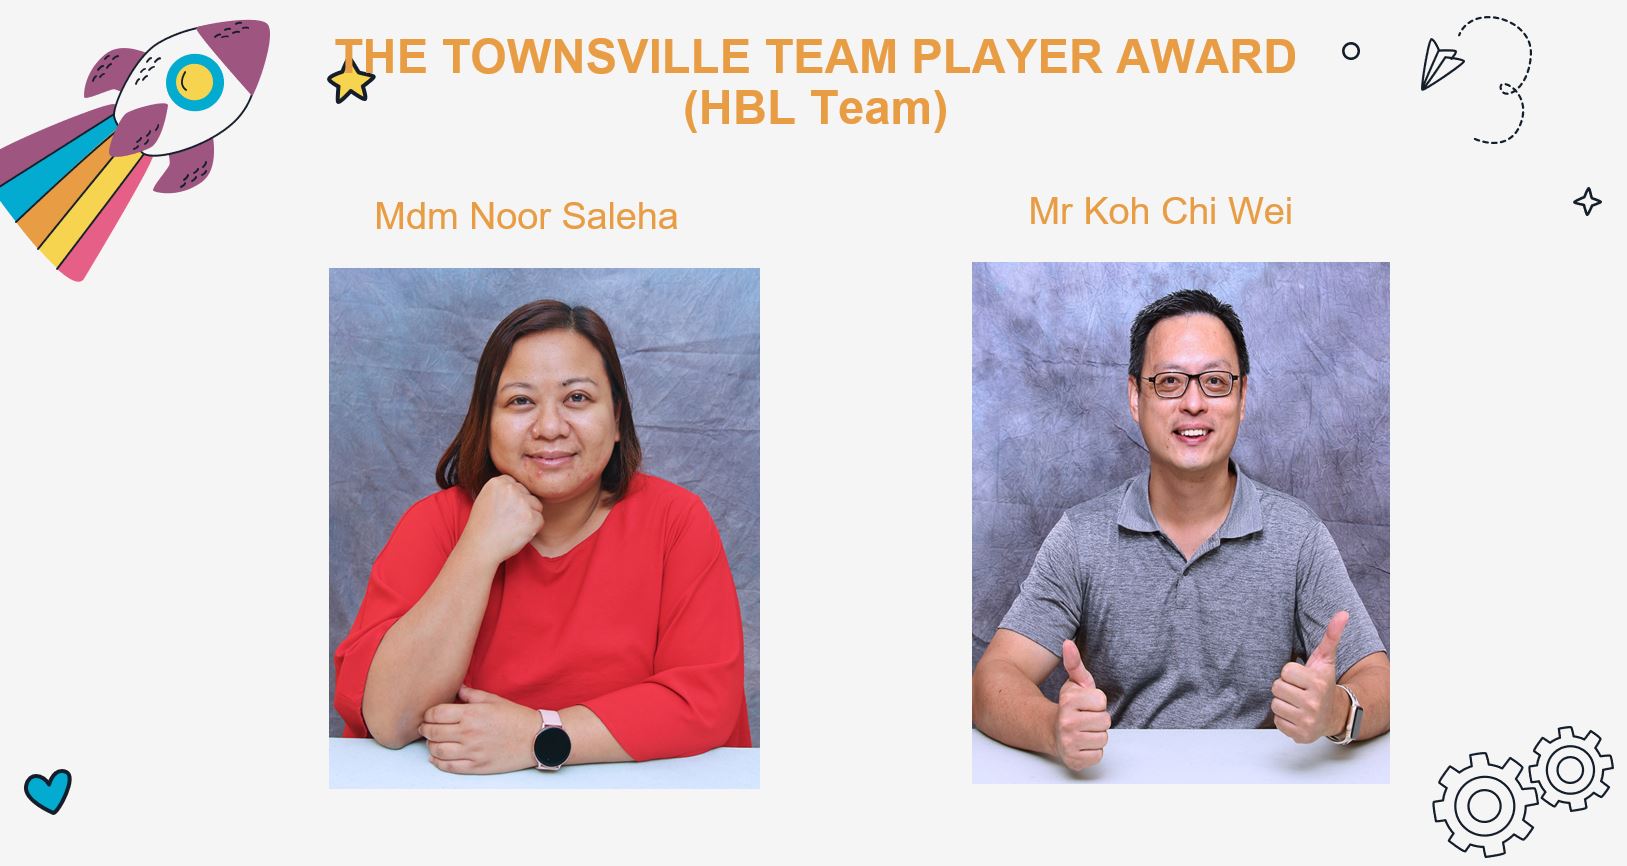 THE TOWNSVILLE TEAM PLAYER AWARD
(HBL Team)
Mdm Noor Saleha
Mr Koh Chi Wei